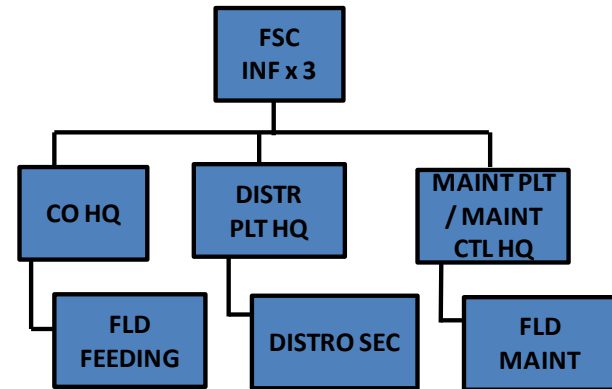 FSC
INF x 3
CO HQ
DISTR
PLT HQ
MAINT PLT
/ MAINT
CTL HQ
FLD
FEEDING
DISTRO SEC
FLD
MAINT